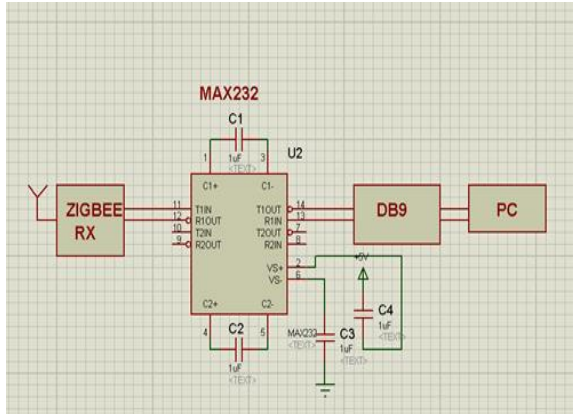 MAX232
C1
1 3
1uF
<TEXT>
U2
C1+ C1-
ZIGBEE
RX
11 T1IN T1OUT 14
12 R1OUT R1IN 13
10 T2IN T2OUT 7
9 R2OUT R2IN 8
VS+ 2
VS- 6
C2+ C2-
4 5
C2
1uF
<TEXT>
DB9
PC
+5V
C4
1uF
<TEXT>
MAX232
<TEXT>
C3
1uF
<TEXT>